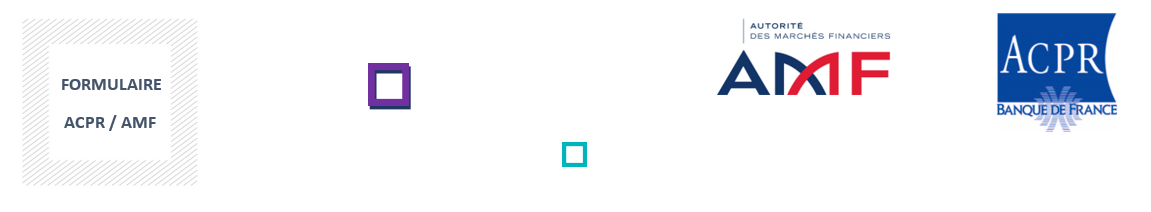 FORMULAIRE
ACPR / AMF
AUTORITÉ
DES MARCHÉS FINANCIERS
AMF
ACPR
BANQUE DE FRANCE